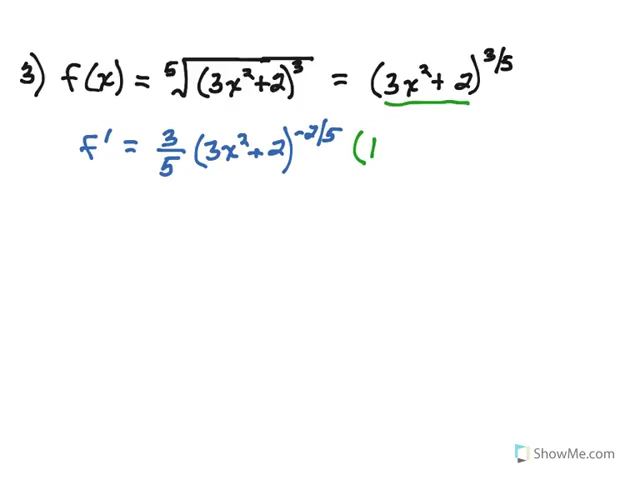 3) f(x) = ⁵√(3x²+2)³ = (3x²+2)^3/5
f' = 3/5 (3x²+2)^-2/5 (1
ShowMe.com